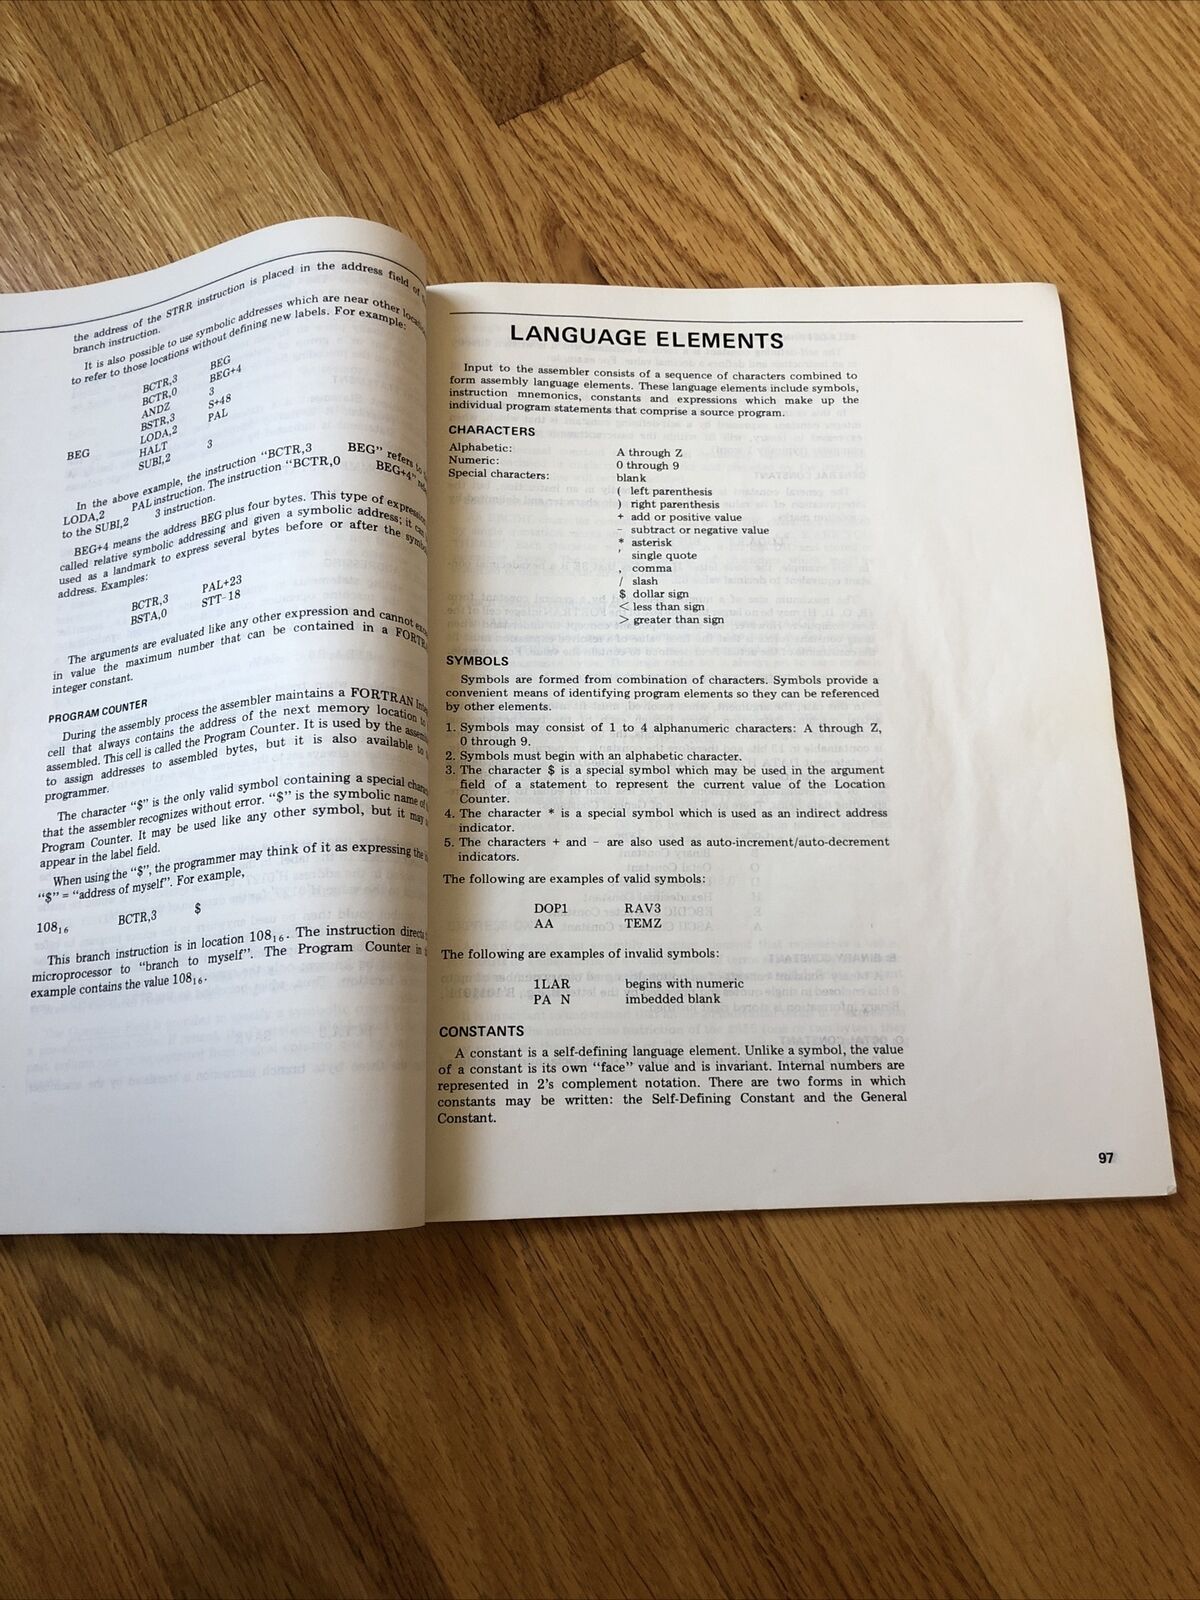 the address of the STRR instruction is placed in the address field of
branch instruction.
It is also possible to use symbolic addresses which are near other
to refer to those locations without defining new labels. For example:
BCTR,3 BEG
BCTR,0 BEG+4
ANDZ 3
BSTR,3 S+48
LODA,2 PAL
BEG HALT
SUBI,2 3
In the above example, the instruction "BCTR,3 BEG" refers
LODA,2 PAL instruction. The instruction "BCTR,0 BEG+4"
to the SUBI,2 3 instruction.
BEG+4 means the address BEG plus four bytes. This type of expression
called relative symbolic addressing and given a symbolic address; it can
used as a landmark to express several bytes before or after the
address. Examples:
BCTR,3 PAL+23
BSTA,0 STT-18
The arguments are evaluated like any other expression and cannot
in value the maximum number that can be contained in a
integer constant.
PROGRAM COUNTER
During the assembly process the assembler maintains a FORTRAN
cell that always contains the address of the next memory location
assembled. This cell is called the Program Counter. It is used by the
to assign addresses to assembled bytes, but it is also available
programmer.
The character "$" is the only valid symbol containing a special
that the assembler recognizes without error. "$" is the symbolic name of
Program Counter. It may be used like any other symbol, but it may
appear in the label field.
When using the "$", the programmer may think of it as expressing the
"$" = "address of myself". For example,
108₁₆ BCTR,3 $
This branch instruction is in location 108₁₆. The instruction
microprocessor to "branch to myself". The Program Counter in
example contains the value 108₁₆.
LANGUAGE ELEMENTS
Input to the assembler consists of a sequence of characters combined to
form assembly language elements. These language elements include symbols,
instruction mnemonics, constants and expressions which make up the
individual program statements that comprise a source program.
CHARACTERS
Alphabetic: A through Z
Numeric: 0 through 9
Special characters: blank
( left parenthesis
) right parenthesis
+ add or positive value
- subtract or negative value
* asterisk
' single quote
, comma
/ slash
$ dollar sign
< less than sign
> greater than sign
SYMBOLS
Symbols are formed from combination of characters. Symbols provide a
convenient means of identifying program elements so they can be referenced
by other elements.
1. Symbols may consist of 1 to 4 alphanumeric characters: A through Z,
0 through 9.
2. Symbols must begin with an alphabetic character.
3. The character $ is a special symbol which may be used in the argument
field of a statement to represent the current value of the Location
Counter.
4. The character * is a special symbol which is used as an indirect address
indicator.
5. The characters + and - are also used as auto-increment/auto-decrement
indicators.
The following are examples of valid symbols:
DOP1 RAV3
AA TEMZ
The following are examples of invalid symbols:
1LAR begins with numeric
PA N imbedded blank
CONSTANTS
A constant is a self-defining language element. Unlike a symbol, the value
of a constant is its own "face" value and is invariant. Internal numbers are
represented in 2's complement notation. There are two forms in which
constants may be written: the Self-Defining Constant and the General
Constant.
97